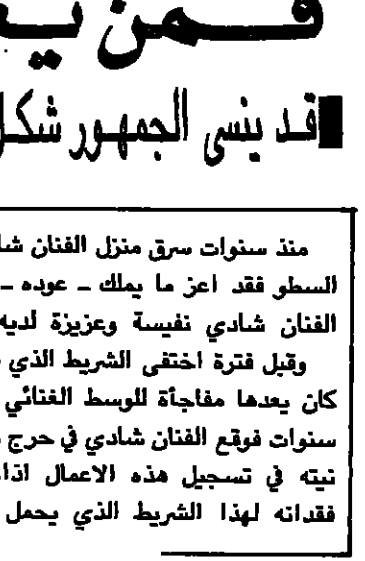 فمن
قد ينسى الجمهور شكل
منذ سنوات سرق منزل الفنان
السطو فقد اعز ما يملك ـ عوده ـ
الفنان شادي نفيسة وعزيزة لديه
وقبل فترة اختفى الشريط الذي
كان يعدها مفاجأة للوسط الغنائي
سنوات فوقع الفنان شادي في حرج
نيته في تسجيل هذه الاعمال
فقدانه لهذا الشريط الذي يحمل